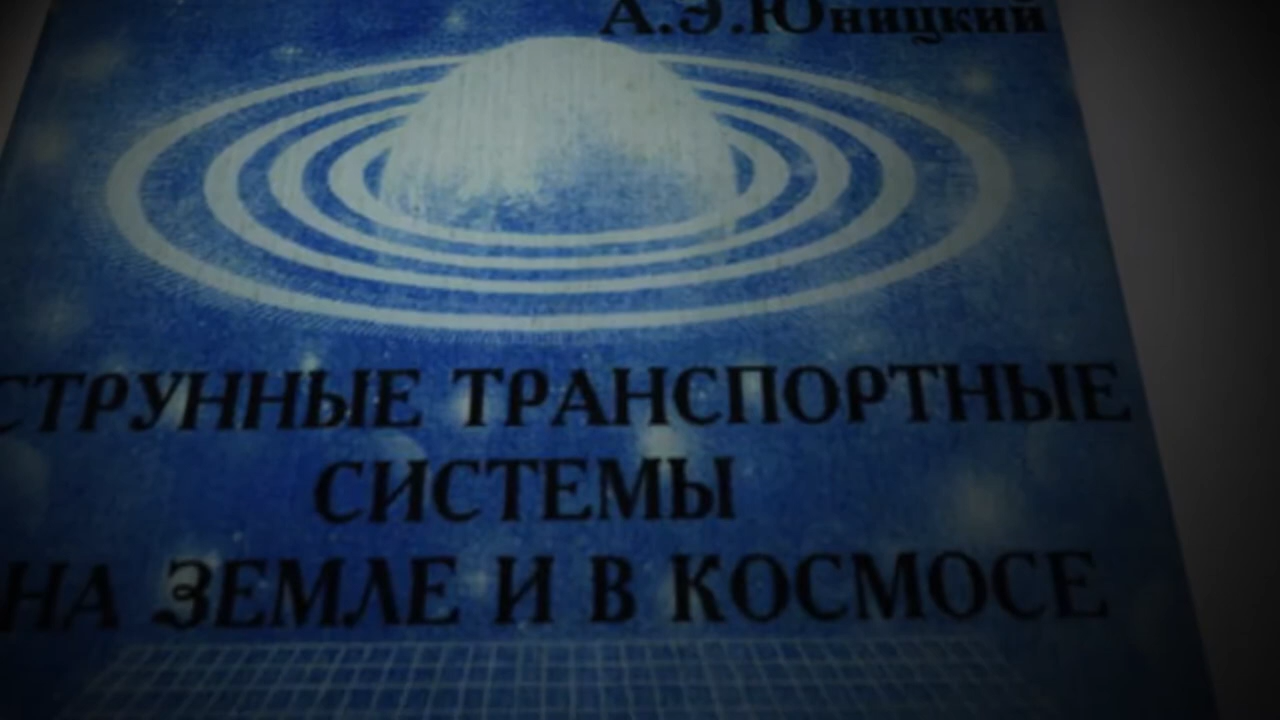 А.Э.Юницкий
СТРУННЫЕ ТРАНСПОРТНЫЕ
СИСТЕМЫ
НА ЗЕМЛЕ И В КОСМОСЕ